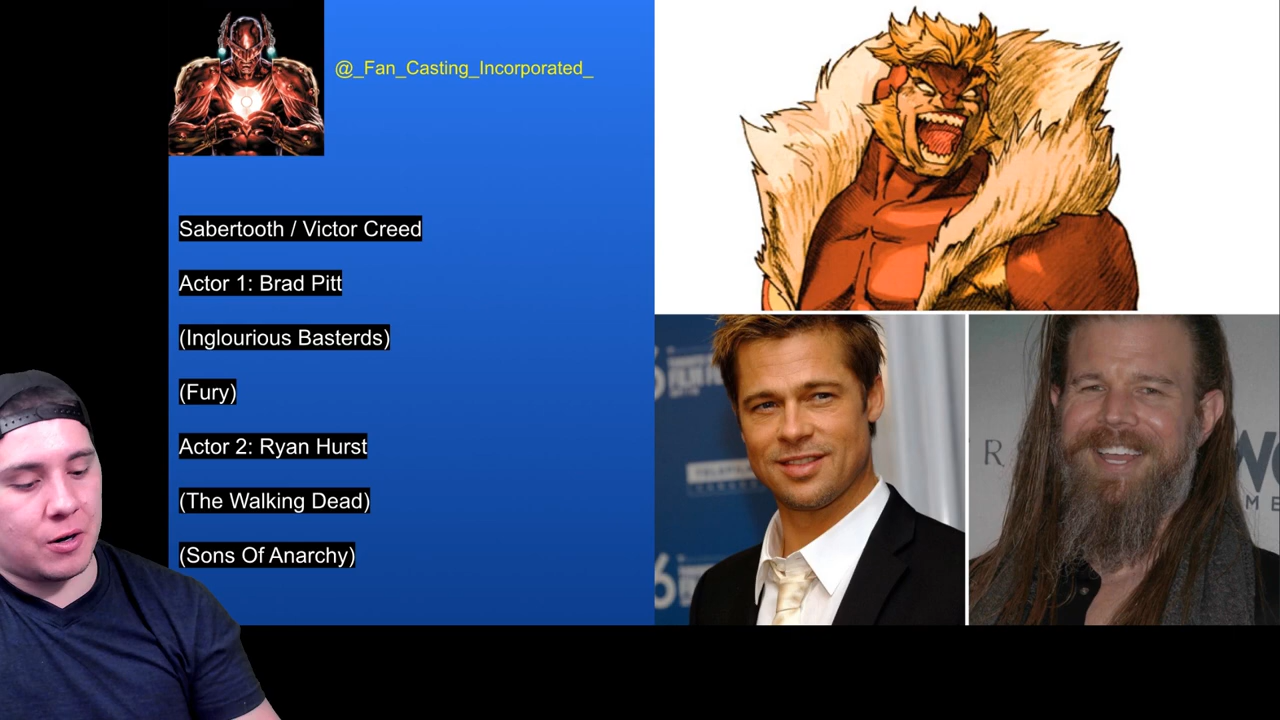 @_Fan_Casting_Incorporated_
Sabertooth / Victor Creed
Actor 1: Brad Pitt
(Inglourious Basterds)
(Fury)
Actor 2: Ryan Hurst
(The Walking Dead)
(Sons Of Anarchy)